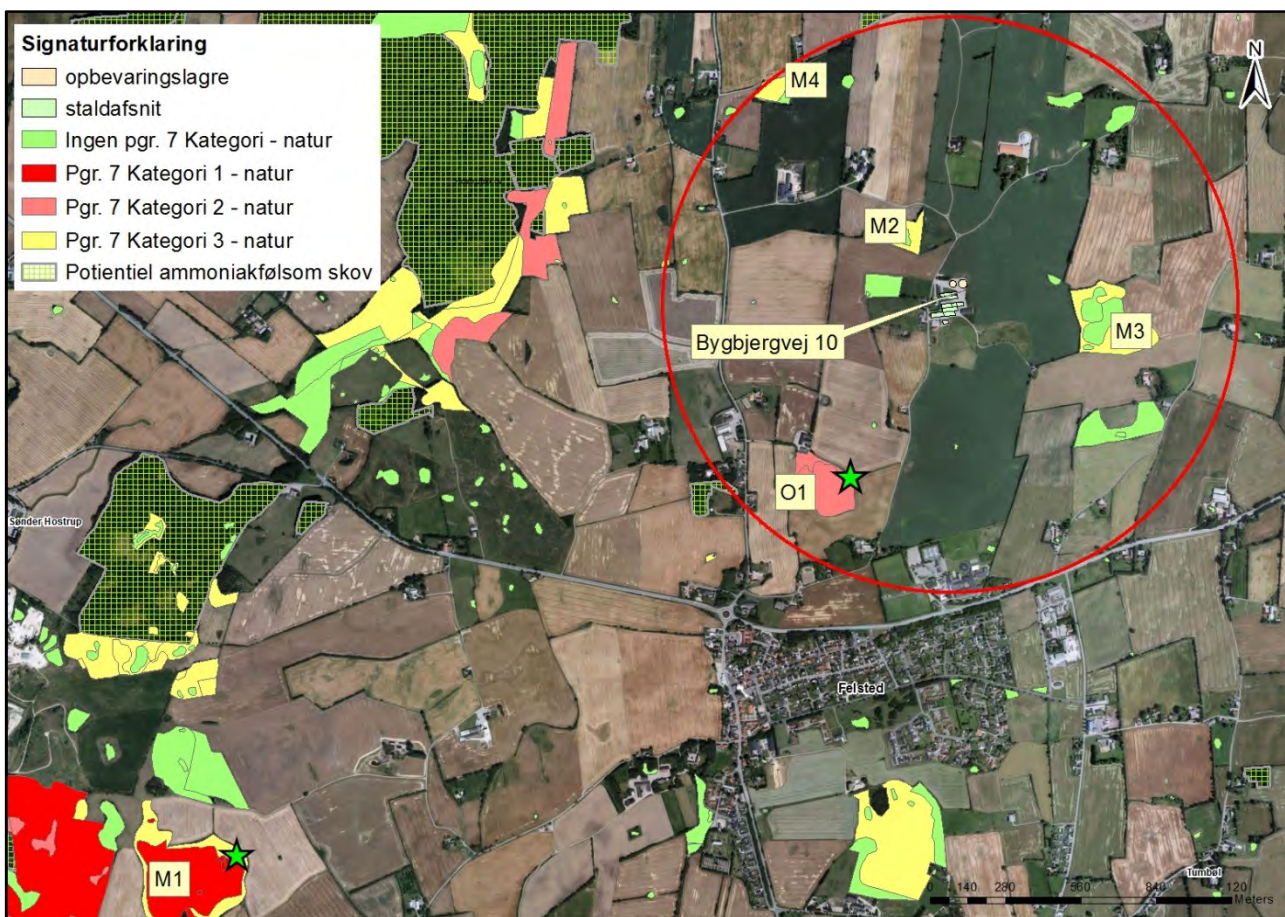 Signaturforklaring
opbevaringslagre
staldafsnit
Ingen pgr. 7 Kategori - natur
Pgr. 7 Kategori 1 - natur
Pgr. 7 Kategori 2 - natur
Pgr. 7 Kategori 3 - natur
Potientiel ammoniakfølsom skov
N
M4
M2
M3
Bygbjergvej 10
O1
Sønder Hostrup
Felsted
M1
Tumbøl
0 140 280 560 840 1.120
Meters